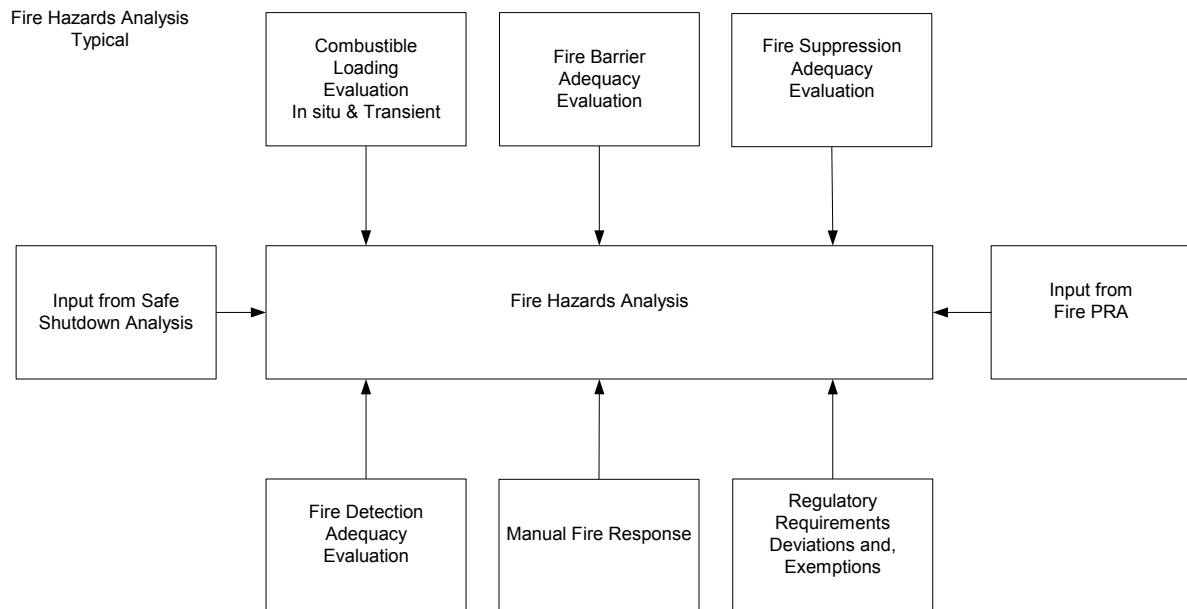 Fire Hazards Analysis
Typical
Combustible
Loading
Evaluation
In situ & Transient
Fire Barrier
Adequacy
Evaluation
Fire Suppression
Adequacy
Evaluation
Input from Safe
Shutdown Analysis
Fire Hazards Analysis
Input from
Fire PRA
Fire Detection
Adequacy
Evaluation
Manual Fire Response
Regulatory
Requirements
Deviations and,
Exemptions